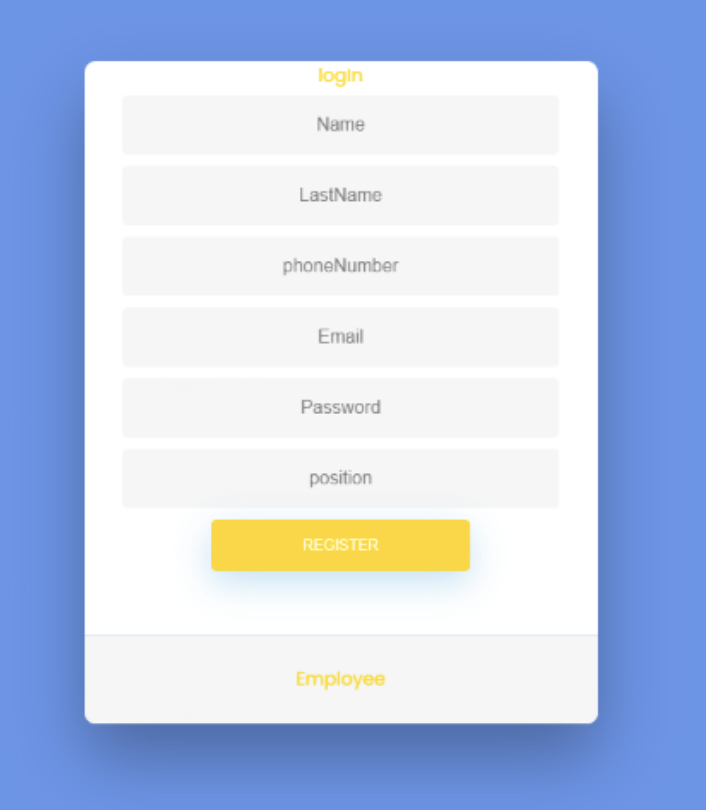 login
Name
LastName
phoneNumber
Email
Password
position
REGISTER
Employee